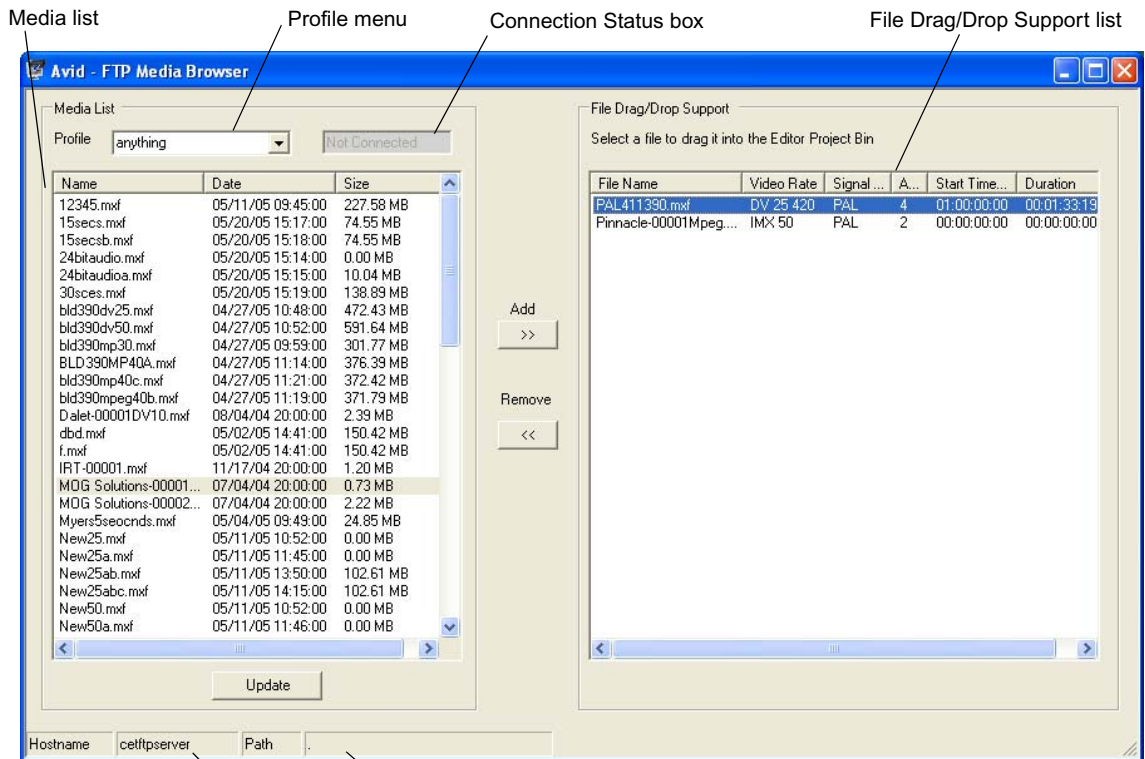 Media list
Profile menu
Connection Status box
File Drag/Drop Support list
Avid - FTP Media Browser
Media List
Profile anything Not Connected
Name Date Size
12345.mxf 05/11/05 09:45:00 227.58 MB
15secs.mxf 05/20/05 15:17:00 74.55 MB
15secsb.mxf 05/20/05 15:18:00 74.55 MB
24bitaudio.mxf 05/20/05 15:14:00 0.00 MB
24bitaudioa.mxf 05/20/05 15:15:00 10.04 MB
30sces.mxf 05/20/05 15:19:00 138.89 MB
bld390dv25.mxf 04/27/05 10:48:00 472.43 MB
bld390dv50.mxf 04/27/05 10:52:00 591.64 MB
bld390mp30.mxf 04/27/05 09:59:00 301.77 MB
BLD390MP40A.mxf 04/27/05 11:14:00 376.39 MB
bld390mp40c.mxf 04/27/05 11:21:00 372.42 MB
bld390mpeg40b.mxf 04/27/05 11:19:00 371.79 MB
Dalet-00001DV10.mxf 08/04/04 20:00:00 2.39 MB
dbd.mxf 05/02/05 14:41:00 150.42 MB
f.mxf 05/02/05 14:41:00 150.42 MB
IRT-00001.mxf 11/17/04 20:00:00 1.20 MB
MOG Solutions-00001... 07/04/04 20:00:00 0.73 MB
MOG Solutions-00002... 07/04/04 20:00:00 2.22 MB
Myers5seocnds.mxf 05/04/05 09:49:00 24.85 MB
New25.mxf 05/11/05 10:52:00 0.00 MB
New25a.mxf 05/11/05 11:45:00 0.00 MB
New25ab.mxf 05/11/05 13:50:00 102.61 MB
New25abc.mxf 05/11/05 14:15:00 102.61 MB
New50.mxf 05/11/05 10:52:00 0.00 MB
New50a.mxf 05/11/05 11:46:00 0.00 MB
Update
Add
>>
Remove
<<
File Drag/Drop Support
Select a file to drag it into the Editor Project Bin
File Name Video Rate Signal ... A... Start Time... Duration
PAL411390.mxf DV 25 420 PAL 4 01:00:00:00 00:01:33:19
Pinnacle-00001Mpeg.... IMX 50 PAL 2 00:00:00:00 00:00:00:00
Hostname cetftpserver Path .